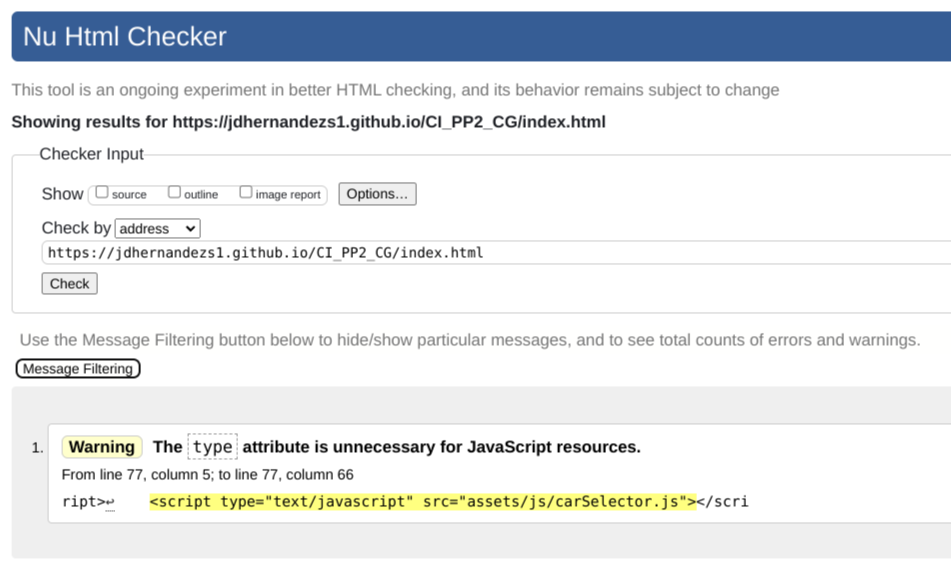 Nu Html Checker
This tool is an ongoing experiment in better HTML checking, and its behavior remains subject to change
Showing results for https://jdhernandezs1.github.io/CI_PP2_CG/index.html
Checker Input
Show source outline image report Options...
Check by address
https://jdhernandezs1.github.io/CI_PP2_CG/index.html
Check
Use the Message Filtering button below to hide/show particular messages, and to see total counts of errors and warnings.
Message Filtering
1. Warning The type attribute is unnecessary for JavaScript resources.
From line 77, column 5; to line 77, column 66
ript>↩ <script type="text/javascript" src="assets/js/carSelector.js"></scri